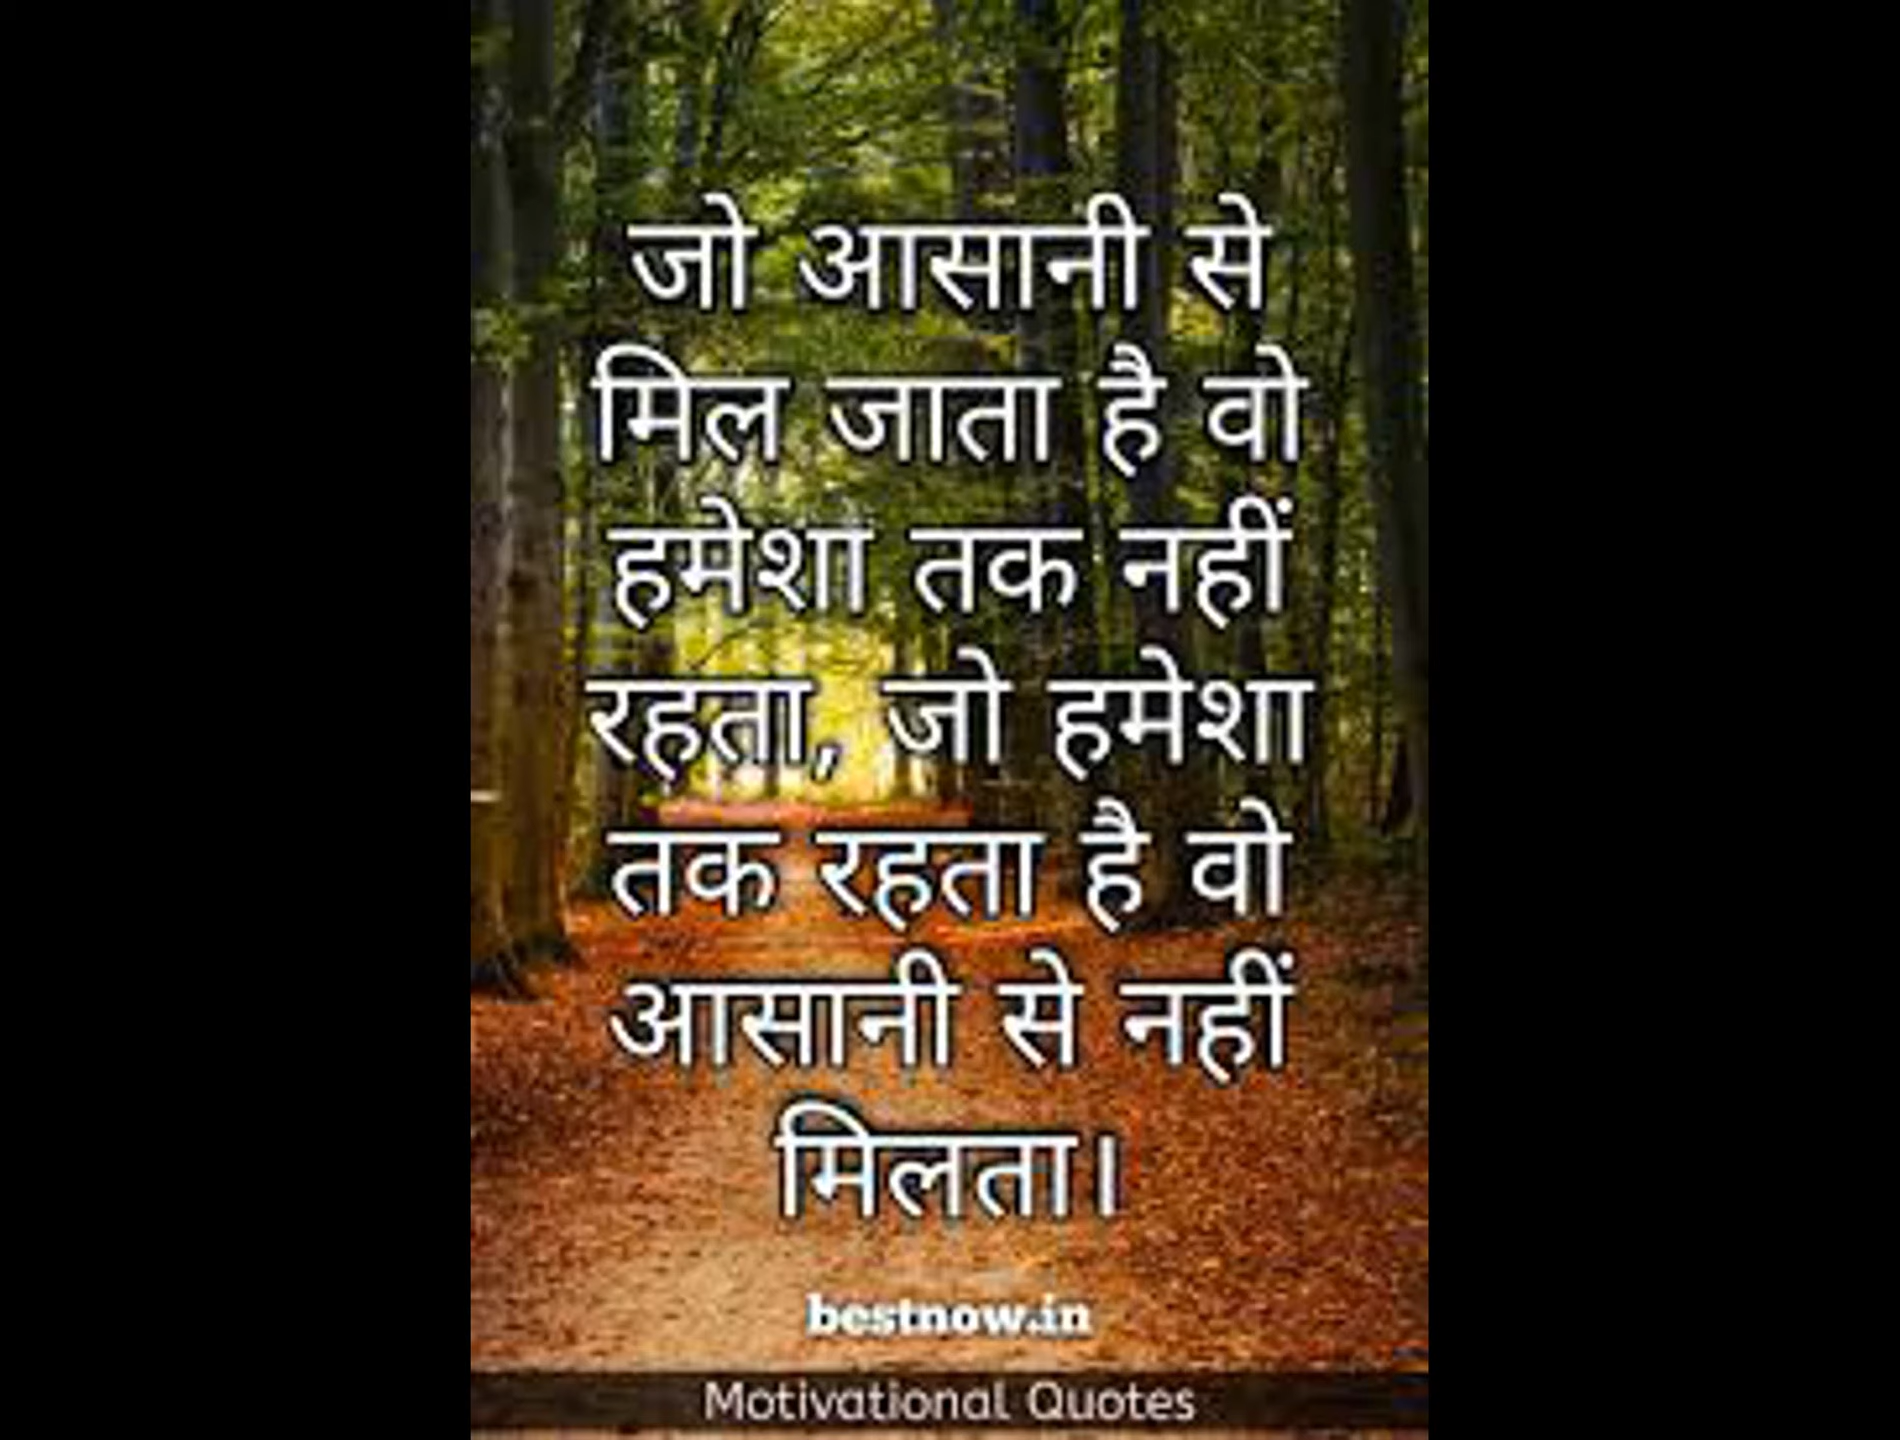 जो आसानी से
मिल जाता है वो
हमेशा तक नहीं
रहता, जो हमेशा
तक रहता है वो
आसानी से नहीं
मिलता।
bestnow.in
Motivational Quotes